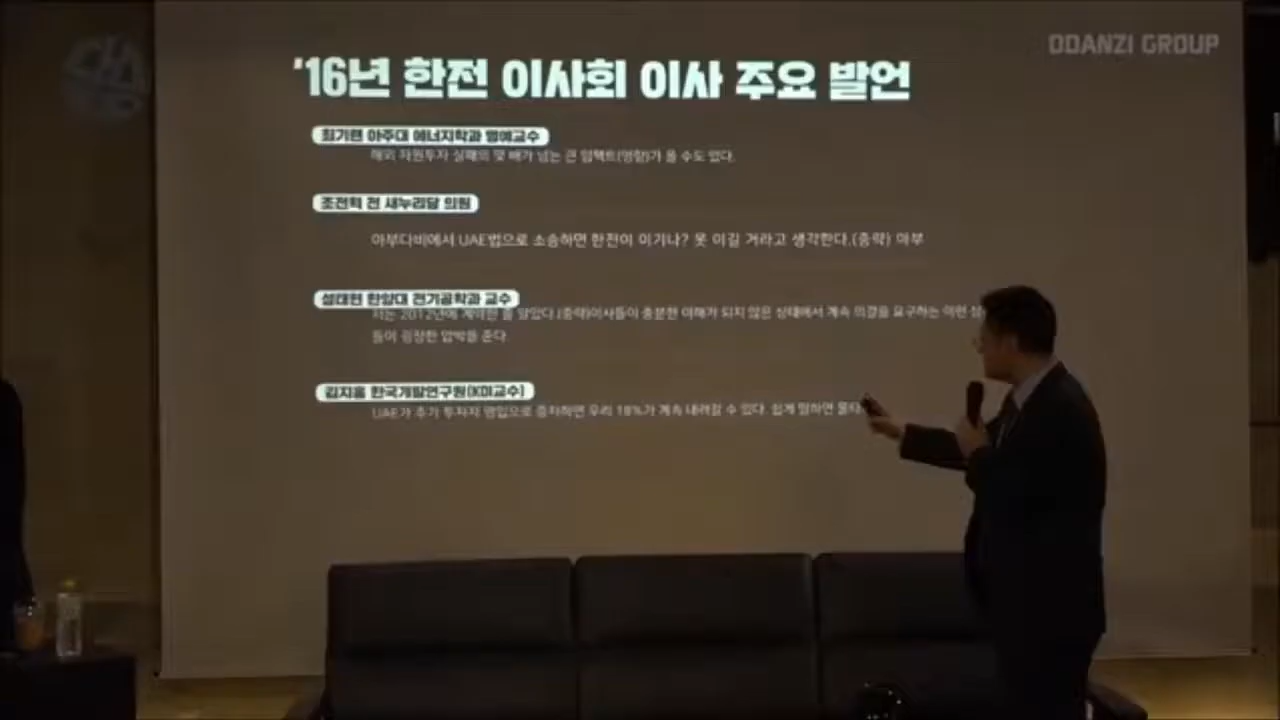 DDANZI GROUP
'16년 한전 이사회 이사 주요 발언
최기련 아주대 에너지학과 명예교수
해외 자원투자 실패의 몇 배가 넘는 큰 임팩트(영향)가 올 수도 있다.
조전혁 전 새누리당 의원
아부다비에서 UAE법으로 소송하면 한전이 이기나? 못 이길 거라고 생각한다.(중략) 아부
설태현 한양대 전기공학과 교수
저는 2012년에 계약한 줄 알았다.(중략)이사들이 충분한 이해가 되지 않은 상태에서 계속 의결을 요구하는 이런
들이 굉장한 압박을 준다.
김지홍 한국개발연구원(KDI교수)
UAE가 추가 투자자 영입으로 증자하면 우리 18%가 계속 내려갈 수 있다. 쉽게 말하면